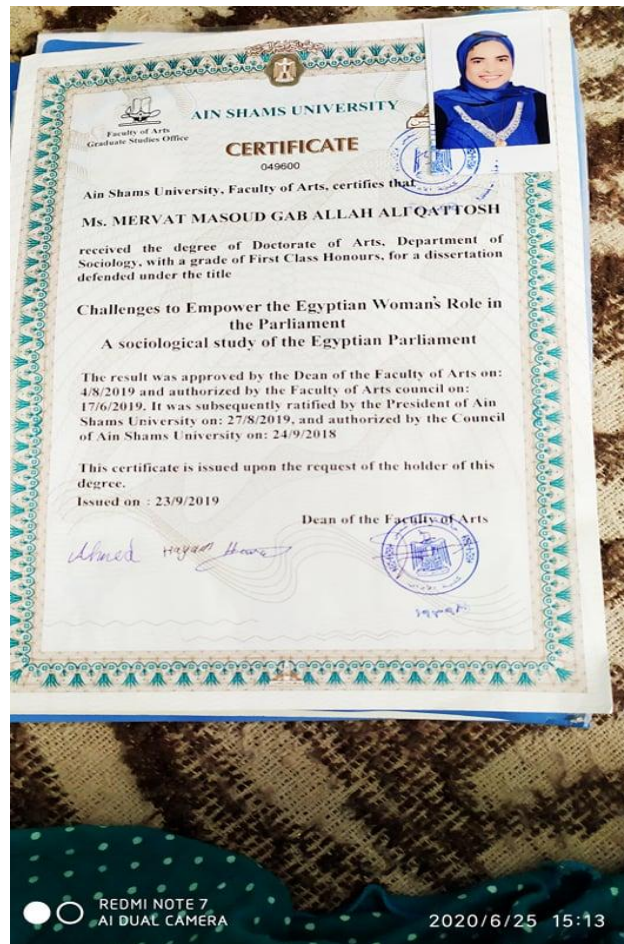 AIN SHAMS UNIVERSITY
Faculty of Arts
Graduate Studies Office
CERTIFICATE
049600
Ain Shams University, Faculty of Arts, certifies that
Ms. MERVAT MASOUD GAB ALLAH ALI QATTOSH
received the degree of Doctorate of Arts, Department of
Sociology, with a grade of First Class Honours, for a dissertation
defended under the title
Challenges to Empower the Egyptian Woman's Role in
the Parliament
A sociological study of the Egyptian Parliament
The result was approved by the Dean of the Faculty of Arts on:
4/8/2019 and authorized by the Faculty of Arts council on:
17/6/2019. It was subsequently ratified by the President of Ain
Shams University on: 27/8/2019, and authorized by the Council
of Ain Shams University on: 24/9/2018
This certificate is issued upon the request of the holder of this
degree.
Issued on : 23/9/2019
Dean of the Faculty of Arts
Ahmed Hayam
REDMI NOTE 7
AI DUAL CAMERA
2020/6/25 15:13